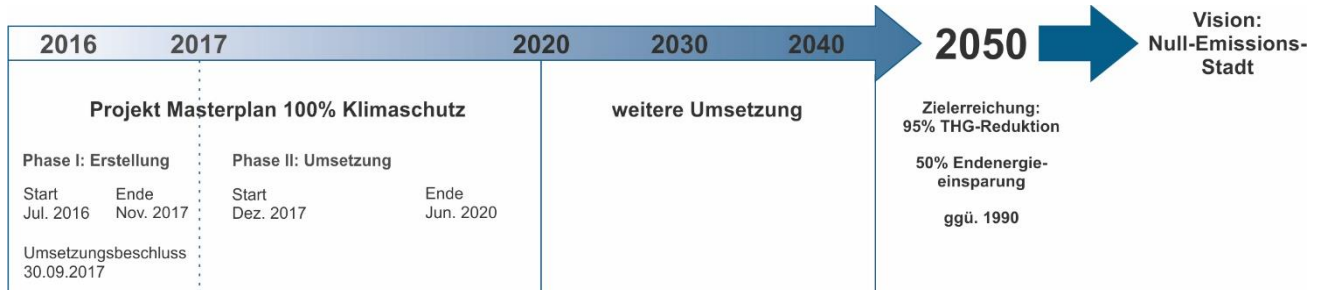 2016 2017 2020 2030 2040 2050
Vision:
Null-Emissions-
Stadt
Projekt Masterplan 100% Klimaschutz
Phase I: Erstellung
Start
Jul. 2016
Ende
Nov. 2017
Umsetzungsbeschluss
30.09.2017
Phase II: Umsetzung
Start
Dez. 2017
Ende
Jun. 2020
weitere Umsetzung
Zielerreichung:
95% THG-Reduktion
50% Endenergie-
einsparung
ggü. 1990